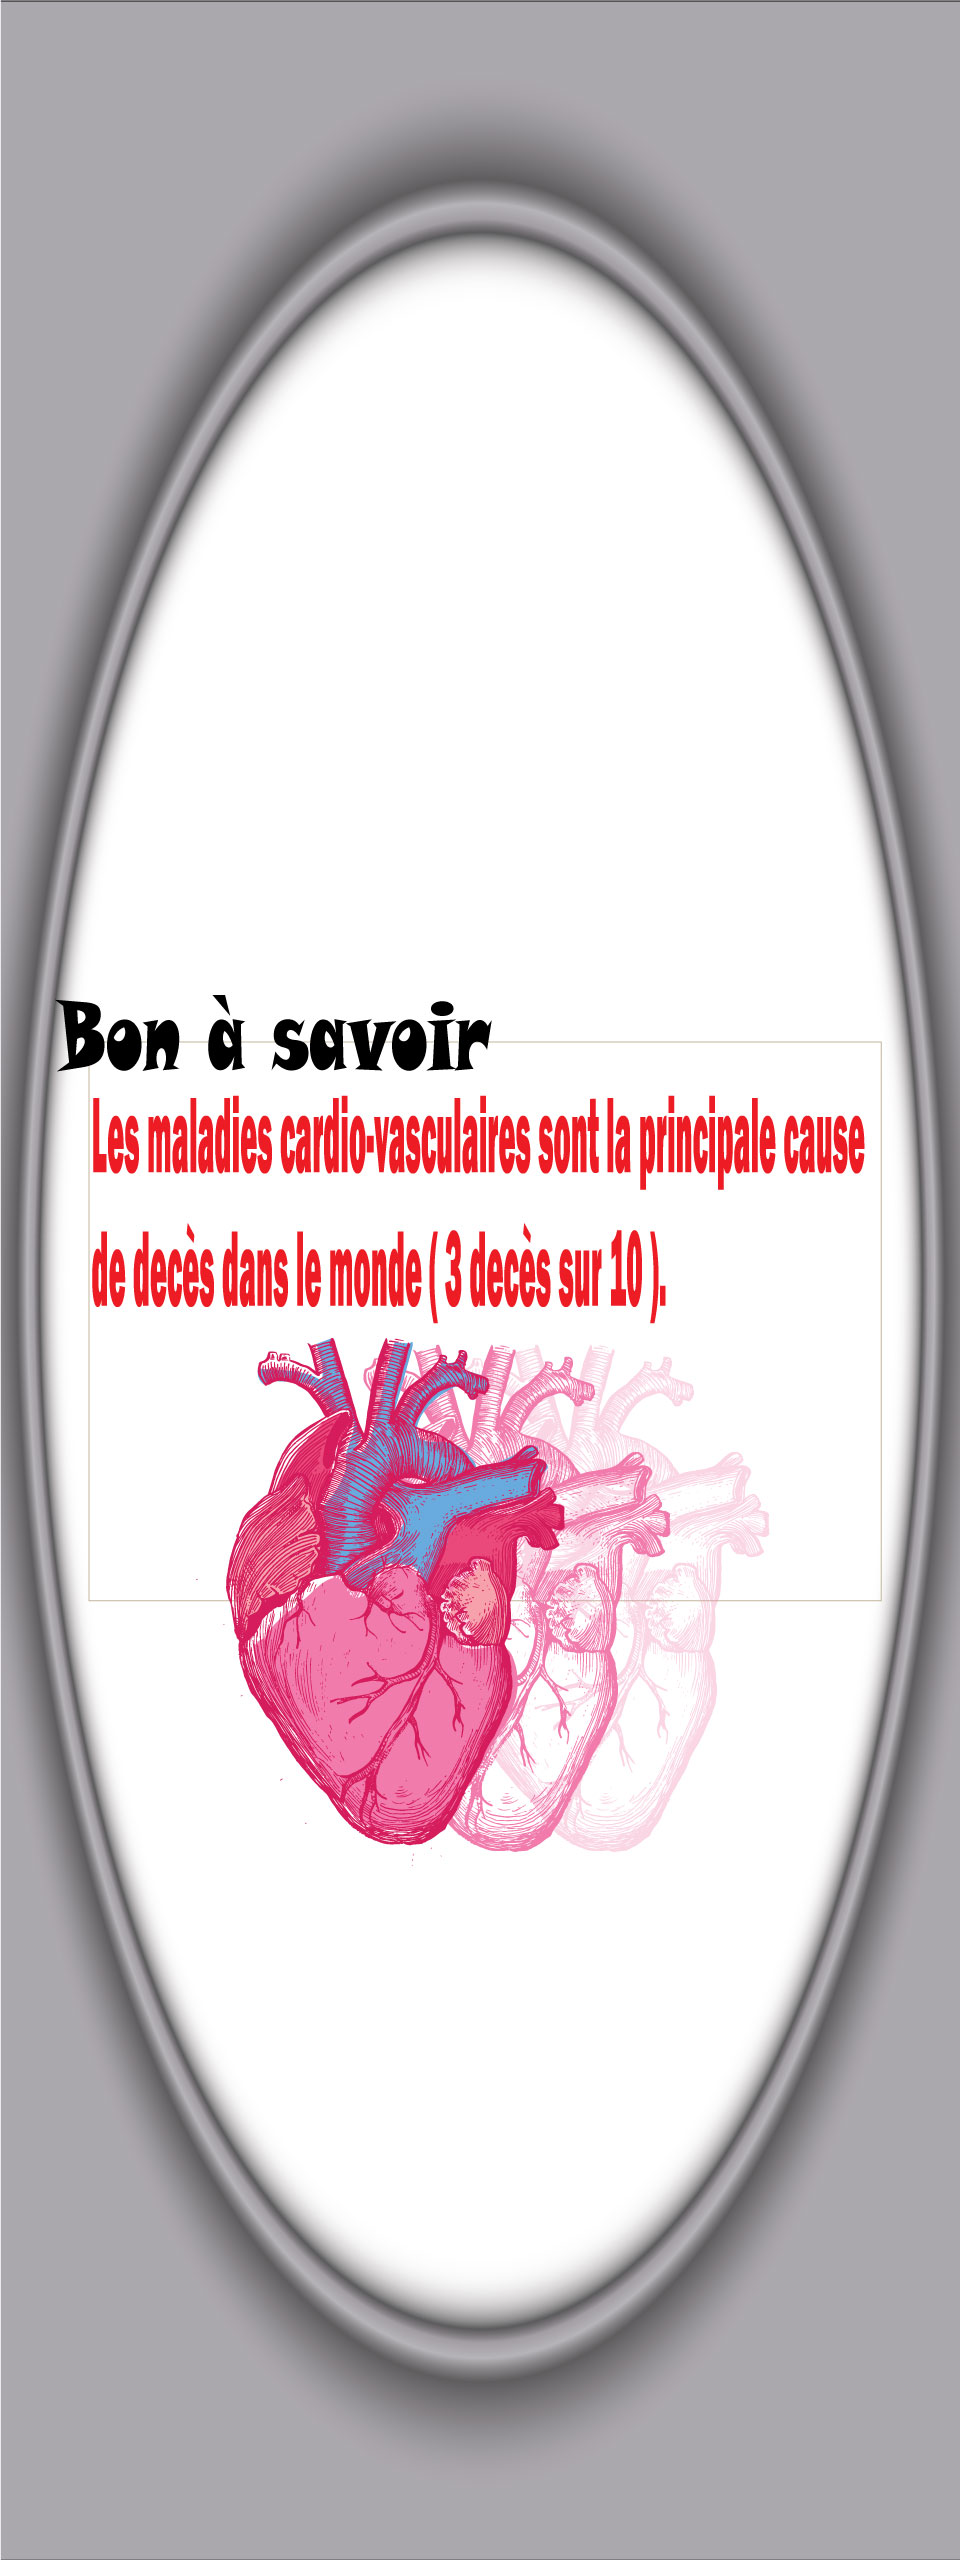 Bon à savoir
Les maladies cardio-vasculaires sont la principale cause
de decès dans le monde ( 3 decès sur 10 ).